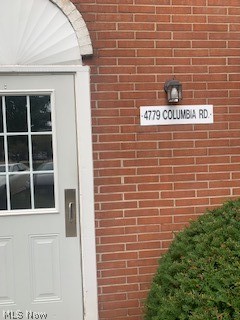 -4779 COLUMBIA RD.-
MLS Now